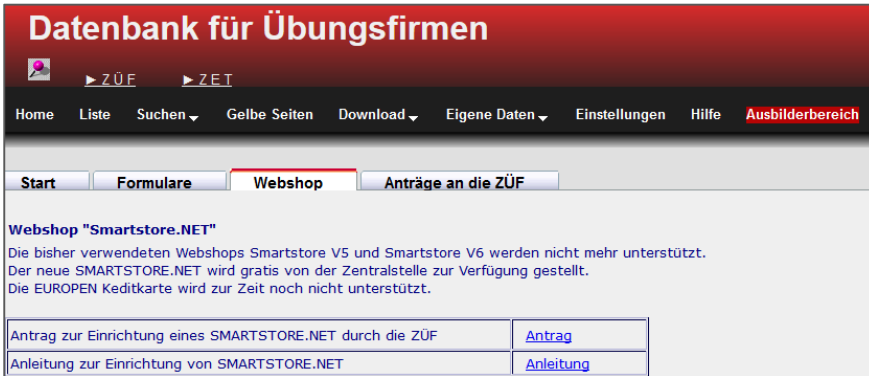 Datenbank für Übungsfirmen
►ZÜF ►ZET
Home Liste Suchen Gelbe Seiten Download Eigene Daten Einstellungen Hilfe Ausbilderbereich
Start Formulare Webshop Anträge an die ZÜF
Webshop "Smartstore.NET"
Die bisher verwendeten Webshops Smartstore V5 und Smartstore V6 werden nicht mehr unterstützt.
Der neue SMARTSTORE.NET wird gratis von der Zentralstelle zur Verfügung gestellt.
Die EUROPEN Keditkarte wird zur Zeit noch nicht unterstützt.
Antrag zur Einrichtung eines SMARTSTORE.NET durch die ZÜF Antrag
Anleitung zur Einrichtung von SMARTSTORE.NET Anleitung